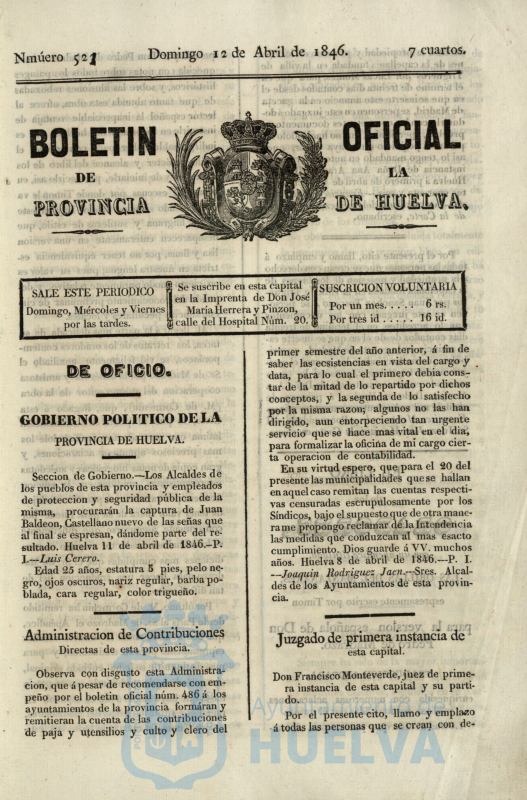 Nmúero 521 Domingo 12 de Abril de 1846. 7 cuartos.
BOLETIN OFICIAL
DE LA
PROVINCIA DE HUELVA.
SALE ESTE PERIODICO
Domingo, Miércoles y Viernes
por las tardes.
Se suscribe en esta capital
en la Imprenta de Don José
María Herrera y Pinzon,
calle del Hospital Núm. 20.
SUSCRICION VOLUNTARIA
Por un mes. . . . . 6 rs.
Por tres id . . . . . 16 id.
DE OFICIO.
GOBIERNO POLITICO DE LA
PROVINCIA DE HUELVA.
Seccion de Gobierno.—Los Alcaldes de
los pueblos de esta provincia y empleados
de proteccion y seguridad pública de la
misma, procurarán la captura de Juan
Baldeon, Castellano nuevo de las señas que
al final se espresan, dándome parte del re-
sultado. Huelva 11 de abril de 1846.—P.
I.—Luis Cerero.
Edad 25 años, estatura 5 pies, pelo ne-
gro, ojos oscuros, nariz regular, barba po-
blada, cara regular, color trigueño.
Administracion de Contribuciones
Directas de esta provincia.
Observa con disgusto esta Administra-
cion, que á pesar de recomendarse con em-
peño por el boletin oficial núm. 486 á los
ayuntamientos de la provincia formáran y
remitieran la cuenta de las contribuciones
de paja y utensilios y culto y clero del
primer semestre del año anterior, á fin de
saber las ecsistencias en vista del cargo y
data, para lo cual el primero debia cons-
tar de la mitad de lo repartido por dichos
conceptos, y la segunda de lo satisfecho
por la misma razon; algunos no las han
dirigido, aun entorpeciendo tan urgente
servicio que se hace mas vital en el dia,
para formalizar la oficina de mi cargo cier-
ta operacion de contabilidad.
En su virtud espero, que para el 20 del
presente las municipalidades que se hallan
en aquel caso remitan las cuentas respecti-
vas censuradas escrupulosamente por los
Síndicos, bajo el supuesto que de otra mane-
ra me propongo reclamar de la Intendencia
las medidas que conduzcan al mas esacto
cumplimiento. Dios guarde á VV. muchos
años. Huelva 8 de abril de 1846.—P. I.
—Joaquin Rodriguez Jaen.—Sres. Alcal-
des de los Ayuntamientos de esta provin-
cia.
Juzgado de primera instancia de
esta capital.
Don Francisco Monteverde, juez de prime-
ra instancia de esta capital y su parti-
do.
Por el presente cito, llamo y emplazo
á todas las personas que se crean con de-
Ayuntamiento de
HUELVA